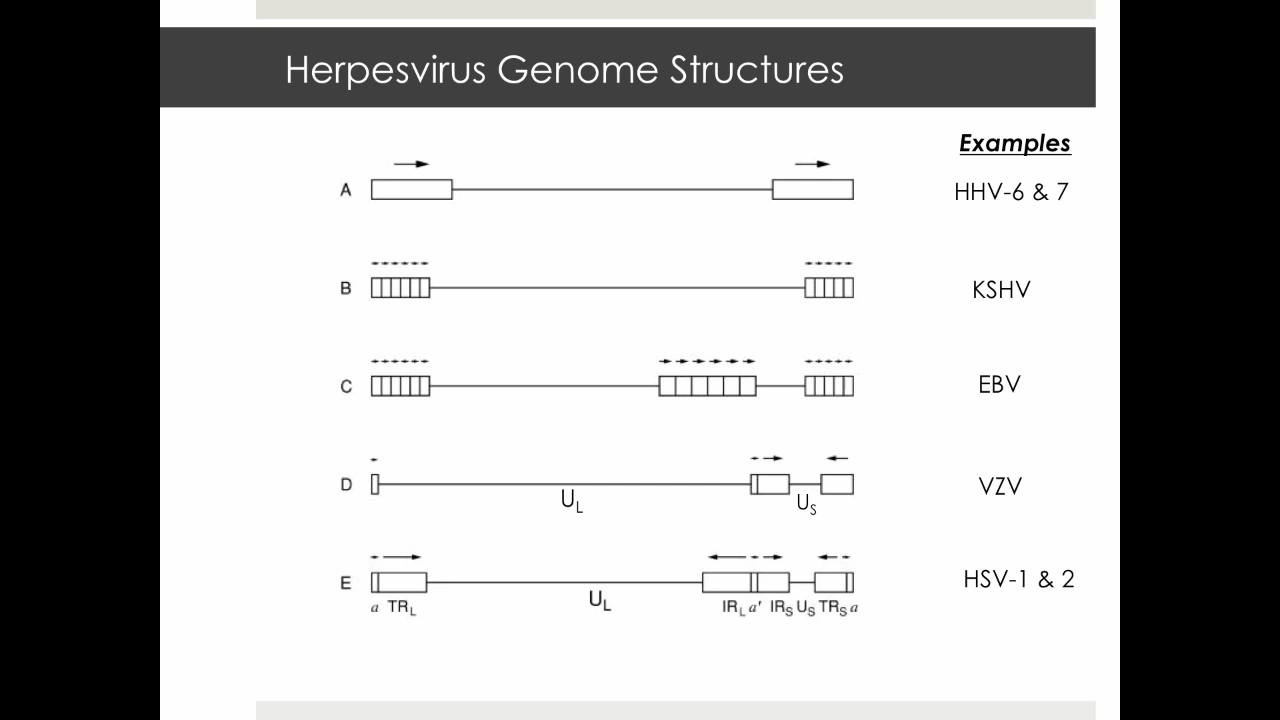 Herpesvirus Genome Structures
Examples
A HHV-6 & 7
B KSHV
C EBV
D VZV
UL US
E HSV-1 & 2
UL
a TRL IRL a' IRS US TRS a